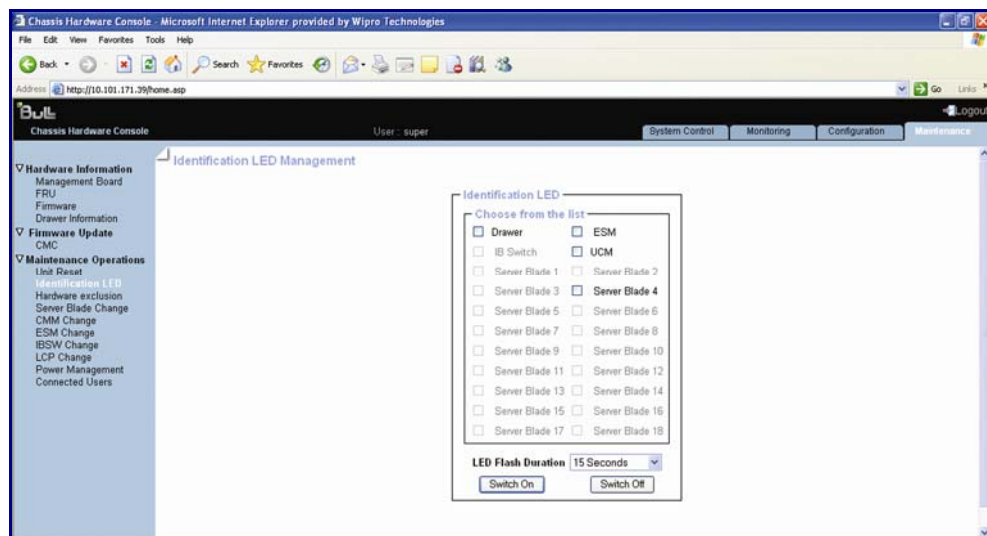 Chassis Hardware Console - Microsoft Internet Explorer provided by Wipro Technologies
File Edit View Favorites Tools Help
Back Search Favorites
Address http://10.101.171.39/home.asp Go Links
Bull Logout
Chassis Hardware Console User : super System Control Monitoring Configuration Maintenance
Identification LED Management
Hardware Information
Management Board
FRU
Firmware
Drawer Information
Firmware Update
CMC
Maintenance Operations
Unit Reset
Identification LED
Hardware exclusion
Server Blade Change
CMM Change
ESM Change
IBSW Change
LCP Change
Power Management
Connected Users
Identification LED
Choose from the list
Drawer ESM
IB Switch UCM
Server Blade 1 Server Blade 2
Server Blade 3 Server Blade 4
Server Blade 5 Server Blade 6
Server Blade 7 Server Blade 8
Server Blade 9 Server Blade 10
Server Blade 11 Server Blade 12
Server Blade 13 Server Blade 14
Server Blade 15 Server Blade 16
Server Blade 17 Server Blade 18
LED Flash Duration 15 Seconds
Switch On Switch Off